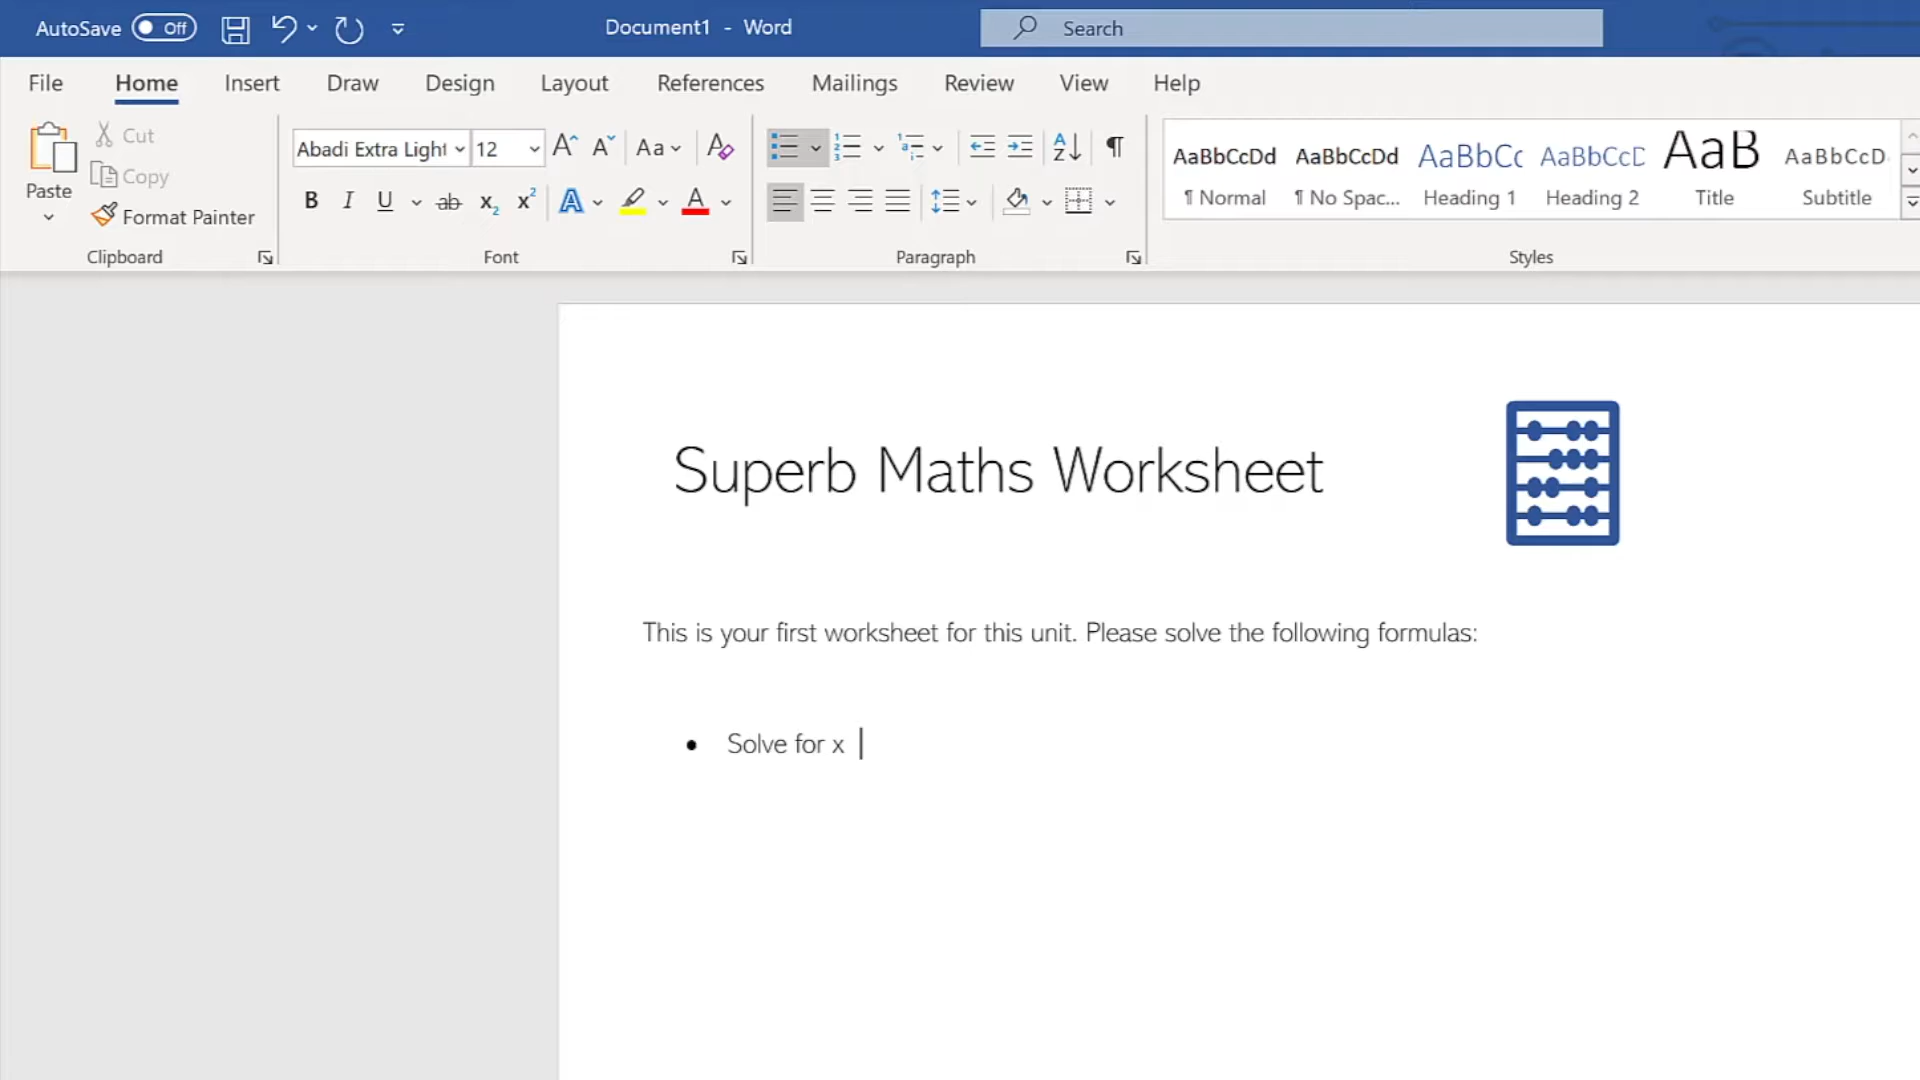 AutoSave Off Document1 - Word Search
File Home Insert Draw Design Layout References Mailings Review View Help
Paste
Cut
Copy
Format Painter
Clipboard
Abadi Extra Light 12
Aa
B I U ab x2 x2 A A
Font
Paragraph
AaBbCcDd AaBbCcDd AaBbCc AaBbCcD AaB AaBbCcD
¶ Normal ¶ No Spac... Heading 1 Heading 2 Title Subtitle
Styles
Superb Maths Worksheet
This is your first worksheet for this unit. Please solve the following formulas:
• Solve for x